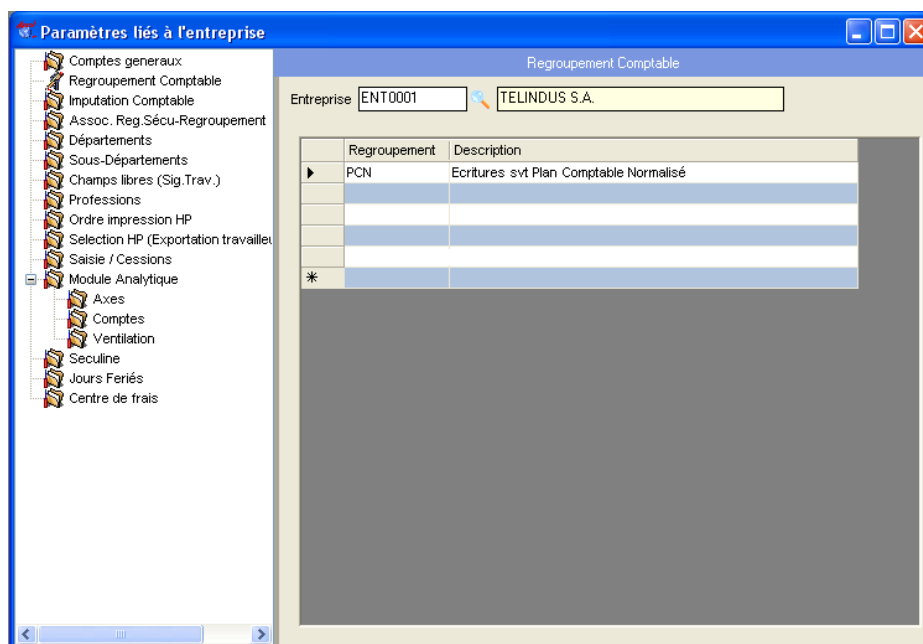 Paramètres liés à l'entreprise
Comptes generaux
Regroupement Comptable
Imputation Comptable
Assoc. Reg.Sécu-Regroupement
Départements
Sous-Départements
Champs libres (Sig.Trav.)
Professions
Ordre impression HP
Selection HP (Exportation travailleu
Saisie / Cessions
Module Analytique
Axes
Comptes
Ventilation
Seculine
Jours Feriés
Centre de frais
Regroupement Comptable
Entreprise ENT0001 TELINDUS S.A.
Regroupement Description
PCN Ecritures svt Plan Comptable Normalisé